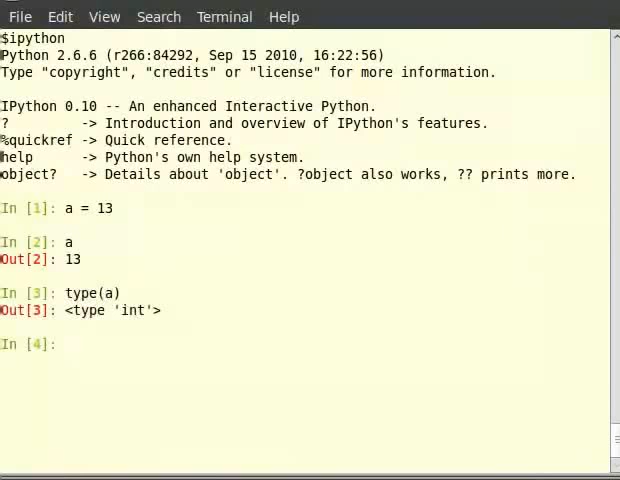 File Edit View Search Terminal Help
$ipython
Python 2.6.6 (r266:84292, Sep 15 2010, 16:22:56)
Type "copyright", "credits" or "license" for more information.
IPython 0.10 -- An enhanced Interactive Python.
?         -> Introduction and overview of IPython's features.
%quickref -> Quick reference.
help      -> Python's own help system.
object?   -> Details about 'object'. ?object also works, ?? prints more.
In [1]: a = 13
In [2]: a
Out[2]: 13
In [3]: type(a)
Out[3]: <type 'int'>
In [4]: